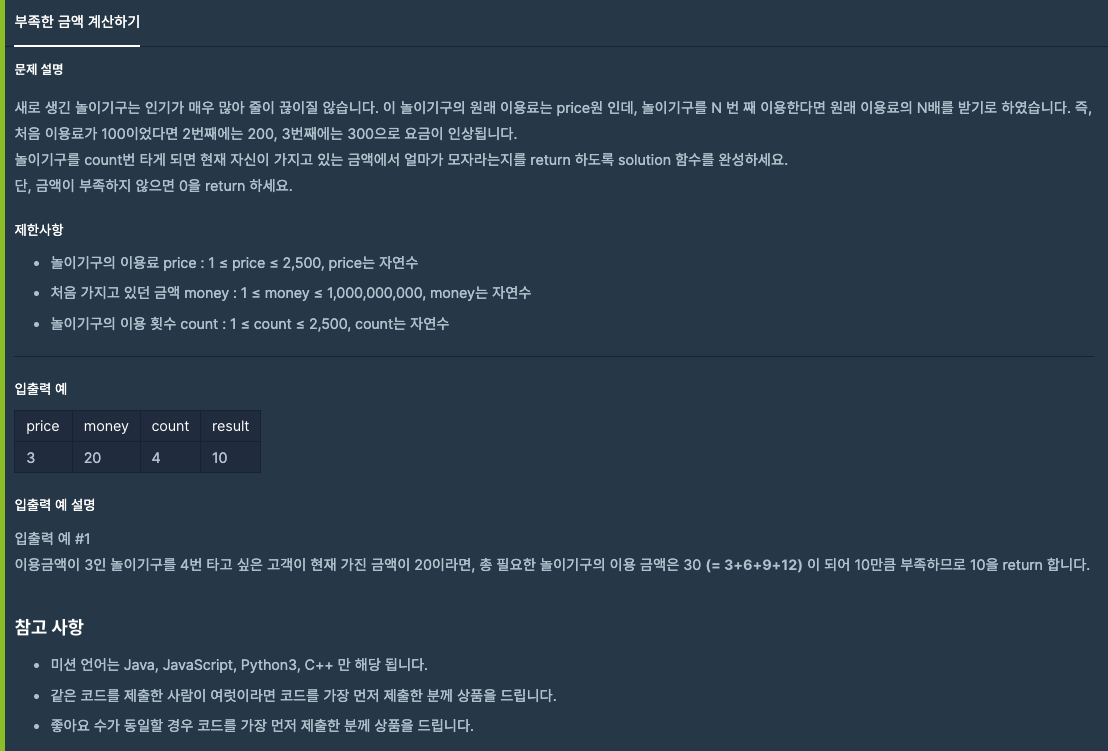 부족한 금액 계산하기
문제 설명
새로 생긴 놀이기구는 인기가 매우 많아 줄이 끊이질 않습니다. 이 놀이기구의 원래 이용료는 price원 인데, 놀이기구를 N 번 째 이용한다면 원래 이용료의 N배를 받기로 하였습니다. 즉,
처음 이용료가 100이었다면 2번째에는 200, 3번째에는 300으로 요금이 인상됩니다.
놀이기구를 count번 타게 되면 현재 자신이 가지고 있는 금액에서 얼마가 모자라는지를 return 하도록 solution 함수를 완성하세요.
단, 금액이 부족하지 않으면 0을 return 하세요.
제한사항
• 놀이기구의 이용료 price : 1 ≤ price ≤ 2,500, price는 자연수
• 처음 가지고 있던 금액 money : 1 ≤ money ≤ 1,000,000,000, money는 자연수
• 놀이기구의 이용 횟수 count : 1 ≤ count ≤ 2,500, count는 자연수
입출력 예
price money count result
3 20 4 10
입출력 예 설명
입출력 예 #1
이용금액이 3인 놀이기구를 4번 타고 싶은 고객이 현재 가진 금액이 20이라면, 총 필요한 놀이기구의 이용 금액은 30 (= 3+6+9+12) 이 되어 10만큼 부족하므로 10을 return 합니다.
참고 사항
• 미션 언어는 Java, JavaScript, Python3, C++ 만 해당 됩니다.
• 같은 코드를 제출한 사람이 여럿이라면 코드를 가장 먼저 제출한 분께 상품을 드립니다.
• 좋아요 수가 동일할 경우 코드를 가장 먼저 제출한 분께 상품을 드립니다.